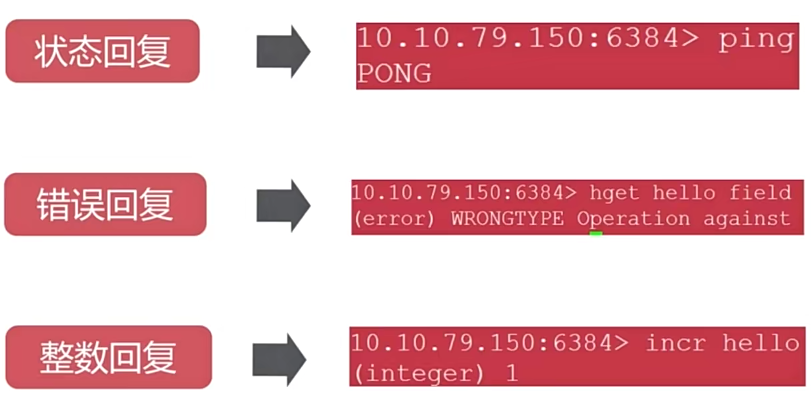 状态回复
10.10.79.150:6384> ping
PONG
错误回复
10.10.79.150:6384> hget hello field
(error) WRONGTYPE Operation against
整数回复
10.10.79.150:6384> incr hello
(integer) 1